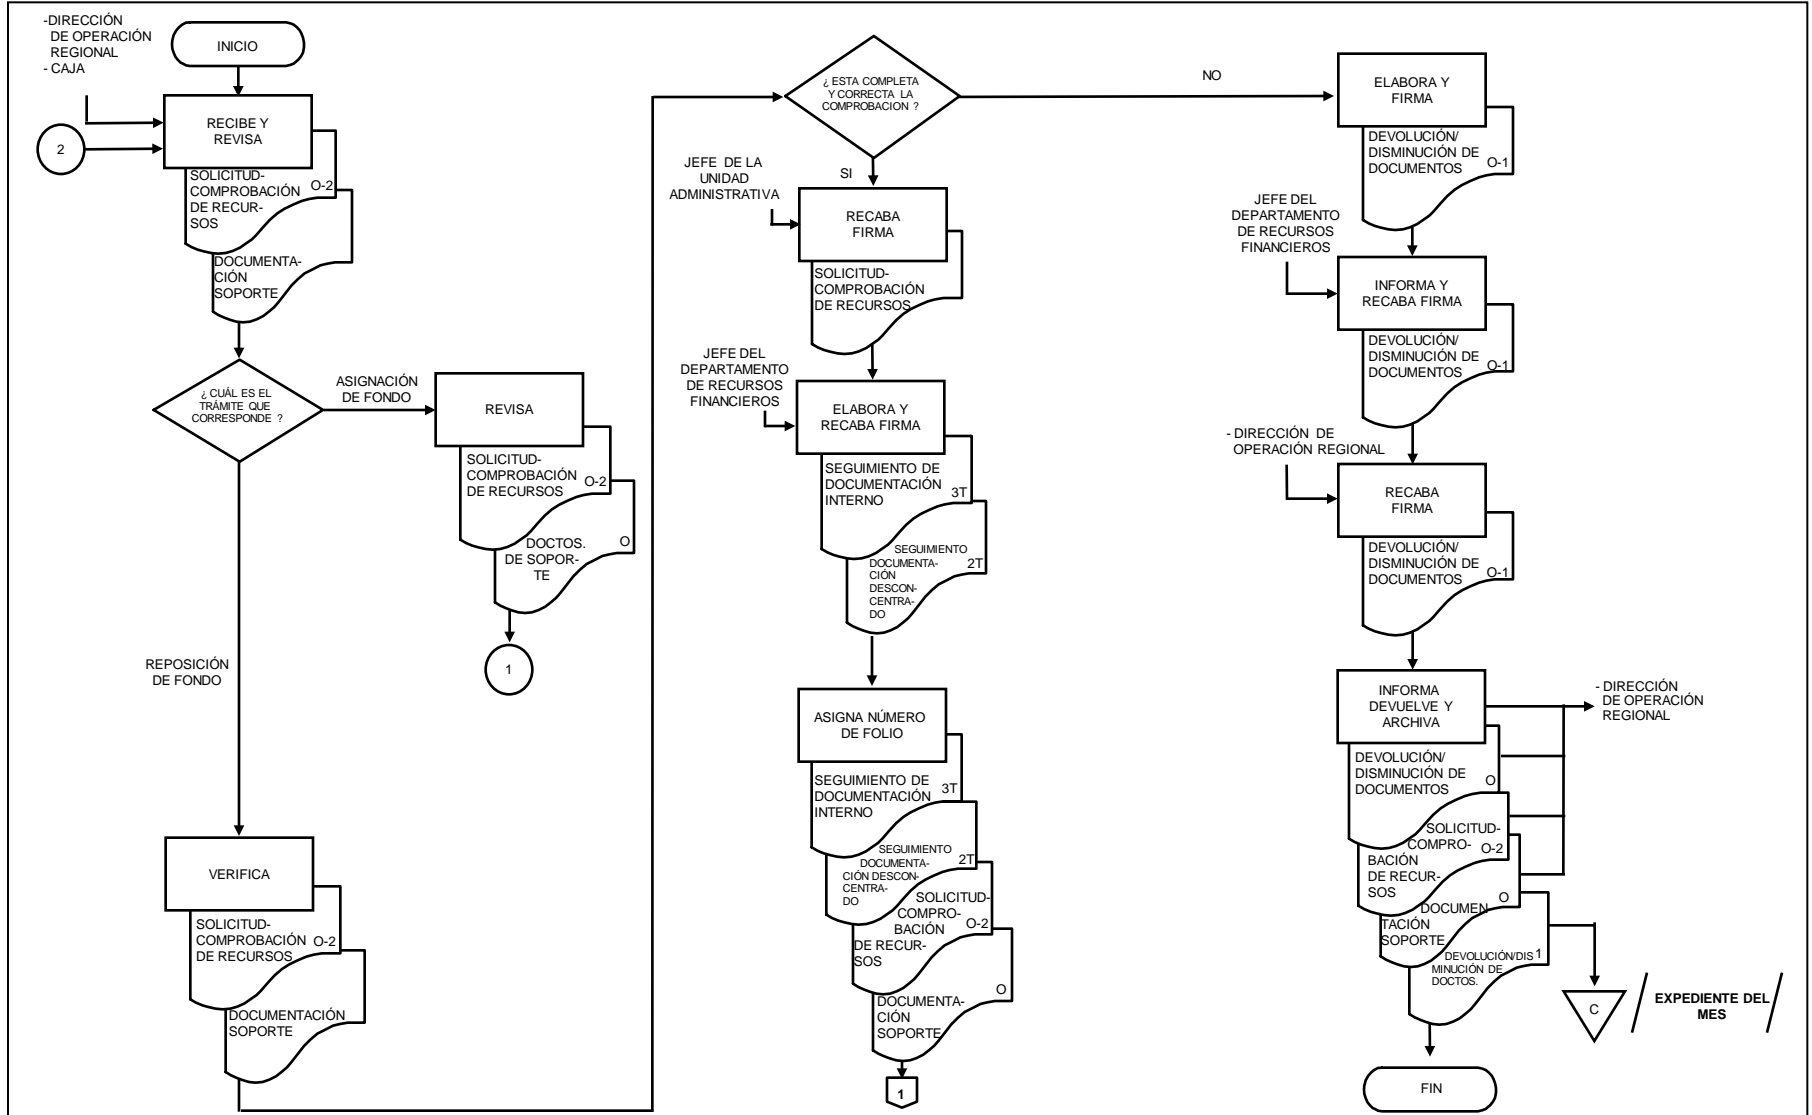 -DIRECCIÓN
DE OPERACIÓN
REGIONAL
- CAJA
INICIO
2
RECIBE Y
REVISA
SOLICITUD-
COMPROBACIÓN
DE RECUR-
SOS
O-2
DOCUMENTA-
CIÓN
SOPORTE
¿ CUÁL ES EL
TRÁMITE QUE
CORRESPONDE ?
ASIGNACIÓN
DE FONDO
REVISA
SOLICITUD-
COMPROBACIÓN
DE RECURSOS
O-2
DOCTOS.
DE SOPOR-
TE
O
1
REPOSICIÓN
DE FONDO
VERIFICA
SOLICITUD-
COMPROBACIÓN
DE RECURSOS
O-2
DOCUMENTACIÓN
SOPORTE
¿ ESTA COMPLETA
Y CORRECTA LA
COMPROBACION ?
NO
SI
JEFE DE LA
UNIDAD
ADMINISTRATIVA
RECABA
FIRMA
SOLICITUD-
COMPROBACIÓN
DE RECURSOS
JEFE DEL
DEPARTAMENTO
DE RECURSOS
FINANCIEROS
ELABORA Y
RECABA FIRMA
SEGUIMIENTO DE
DOCUMENTACIÓN
INTERNO
3T
SEGUIMIENTO
DOCUMENTA-
CIÓN
DESCON-
CENTRA-
DO
2T
ASIGNA NÚMERO
DE FOLIO
SEGUIMIENTO DE
DOCUMENTACIÓN
INTERNO
3T
SEGUIMIENTO
DOCUMENTA-
CIÓN DESCON-
CENTRA-
DO
2T
SOLICITUD-
COMPRO-
BACIÓN
DE RECUR-
SOS
O-2
DOCUMENTA-
CIÓN
SOPORTE
O
1
ELABORA Y
FIRMA
DEVOLUCIÓN/
DISMINUCIÓN DE
DOCUMENTOS
O-1
JEFE DEL
DEPARTAMENTO
DE RECURSOS
FINANCIEROS
INFORMA Y
RECABA FIRMA
DEVOLUCIÓN/
DISMINUCIÓN DE
DOCUMENTOS
O-1
- DIRECCIÓN DE
OPERACIÓN REGIONAL
RECABA
FIRMA
DEVOLUCIÓN/
DISMINUCIÓN DE
DOCUMENTOS
O-1
INFORMA
DEVUELVE Y
ARCHIVA
- DIRECCIÓN
DE OPERACIÓN
REGIONAL
DEVOLUCIÓN/
DISMINUCIÓN DE
DOCUMENTOS
O
SOLICITUD-
COMPRO-
BACIÓN
DE RECUR-
SOS
O-2
DOCUMEN
TACIÓN
SOPORTE
O
DEVOLUCIÓN/DIS
MINUCIÓN DE
DOCTOS.
1
C
EXPEDIENTE DEL
MES
FIN